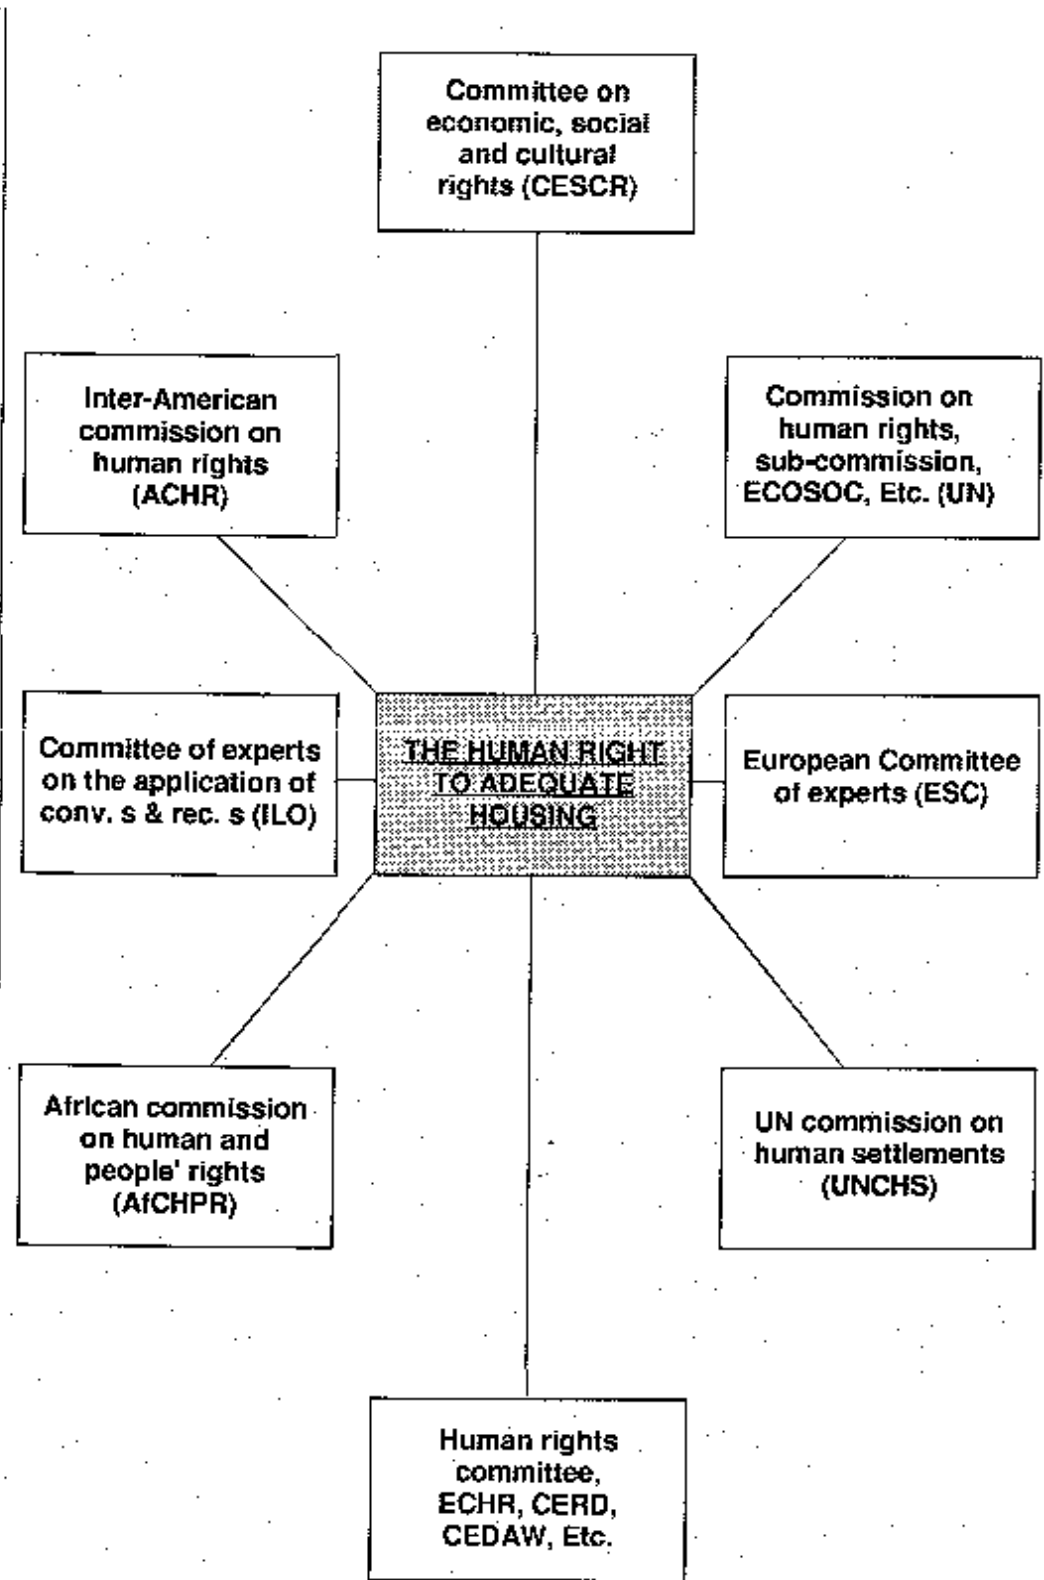 Committee on
economic, social
and cultural
rights (CESCR)
Inter-American
commission on
human rights
(ACHR)
Commission on
human rights,
sub-commission,
ECOSOC, Etc. (UN)
Committee of experts
on the application of
conv. s & rec. s (ILO)
THE HUMAN RIGHT
TO ADEQUATE
HOUSING
European Committee
of experts (ESC)
African commission
on human and
people' rights
(AfCHPR)
UN commission on
human settlements
(UNCHS)
Human rights
committee,
ECHR, CERD,
CEDAW, Etc.